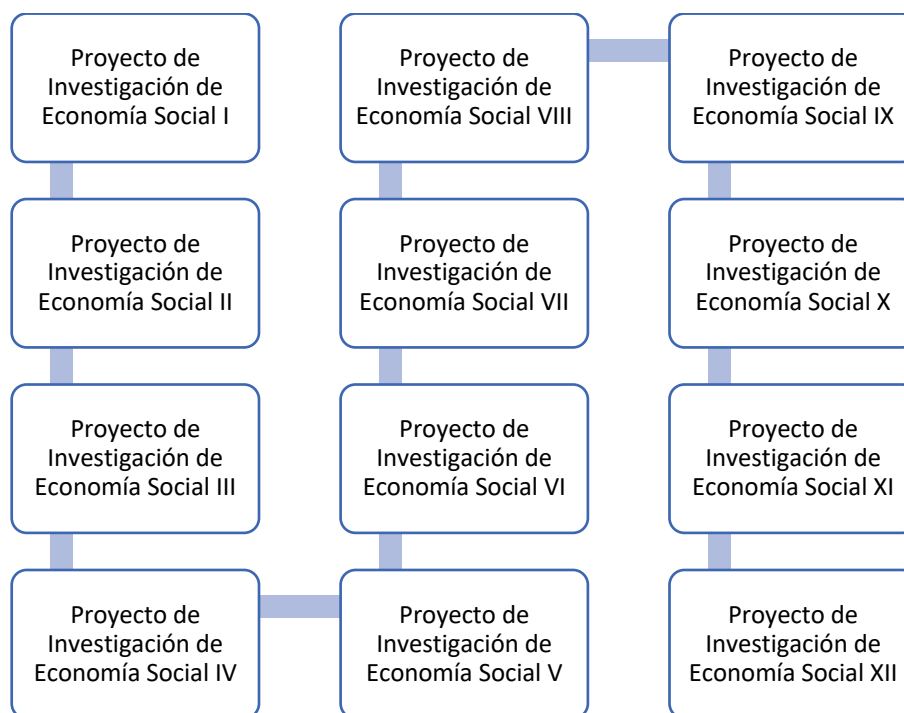 Proyecto de
Investigación de
Economía Social I
Proyecto de
Investigación de
Economía Social II
Proyecto de
Investigación de
Economía Social III
Proyecto de
Investigación de
Economía Social IV
Proyecto de
Investigación de
Economía Social V
Proyecto de
Investigación de
Economía Social VI
Proyecto de
Investigación de
Economía Social VII
Proyecto de
Investigación de
Economía Social VIII
Proyecto de
Investigación de
Economía Social IX
Proyecto de
Investigación de
Economía Social X
Proyecto de
Investigación de
Economía Social XI
Proyecto de
Investigación de
Economía Social XII